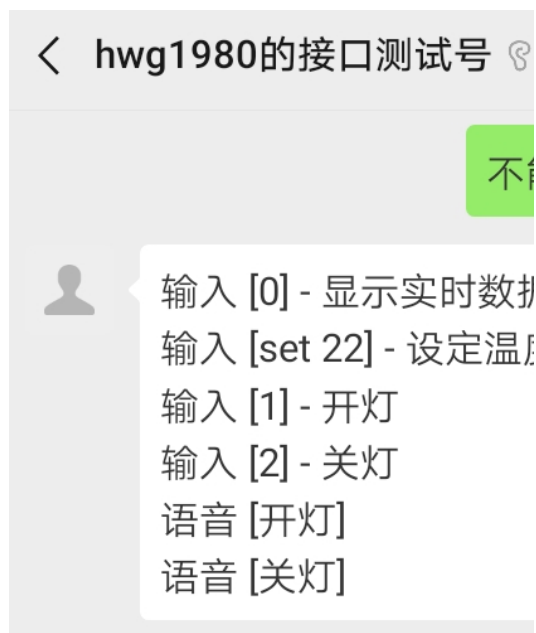 hwg1980的接口测试号
不
输入 [0] - 显示实时数据
输入 [set 22] - 设定温度
输入 [1] - 开灯
输入 [2] - 关灯
语音 [开灯]
语音 [关灯]